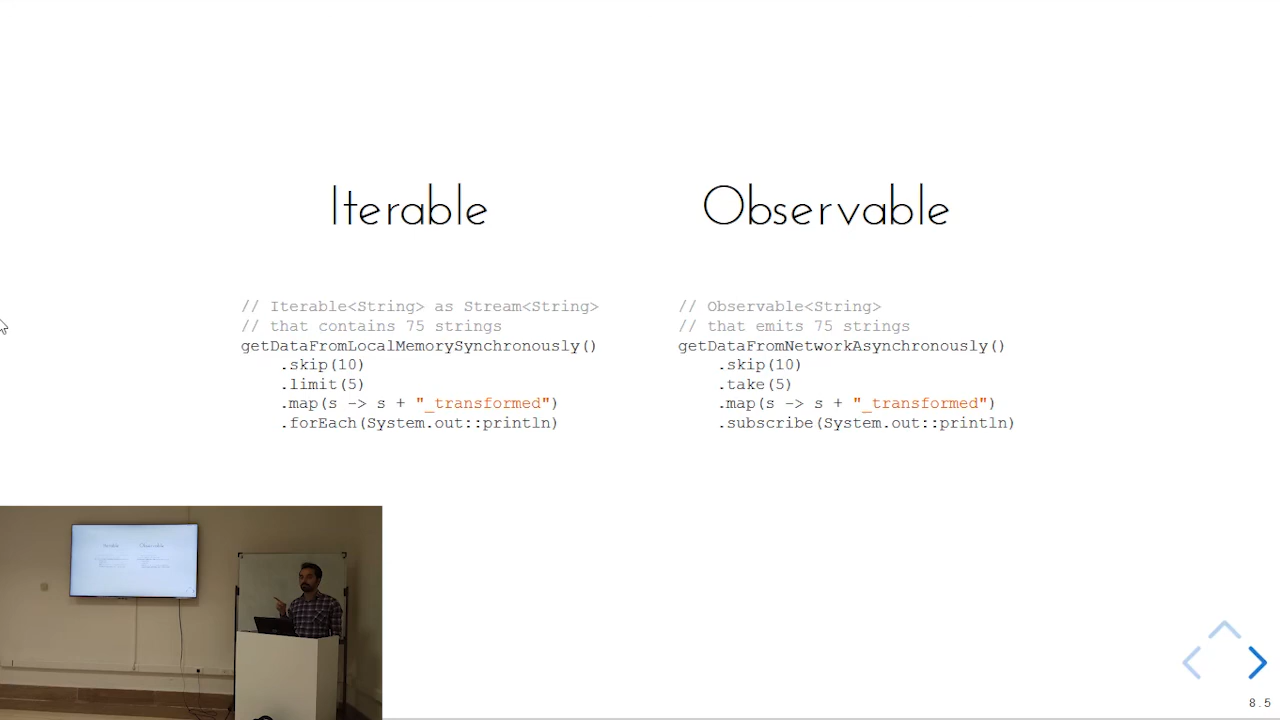 Iterable
// Iterable<String> as Stream<String>
// that contains 75 strings
getDataFromLocalMemorySynchronously()
.skip(10)
.limit(5)
.map(s -> s + "_transformed")
.forEach(System.out::println)
Observable
// Observable<String>
// that emits 75 strings
getDataFromNetworkAsynchronously()
.skip(10)
.take(5)
.map(s -> s + "_transformed")
.subscribe(System.out::println)
Iterable
Observable
8.5